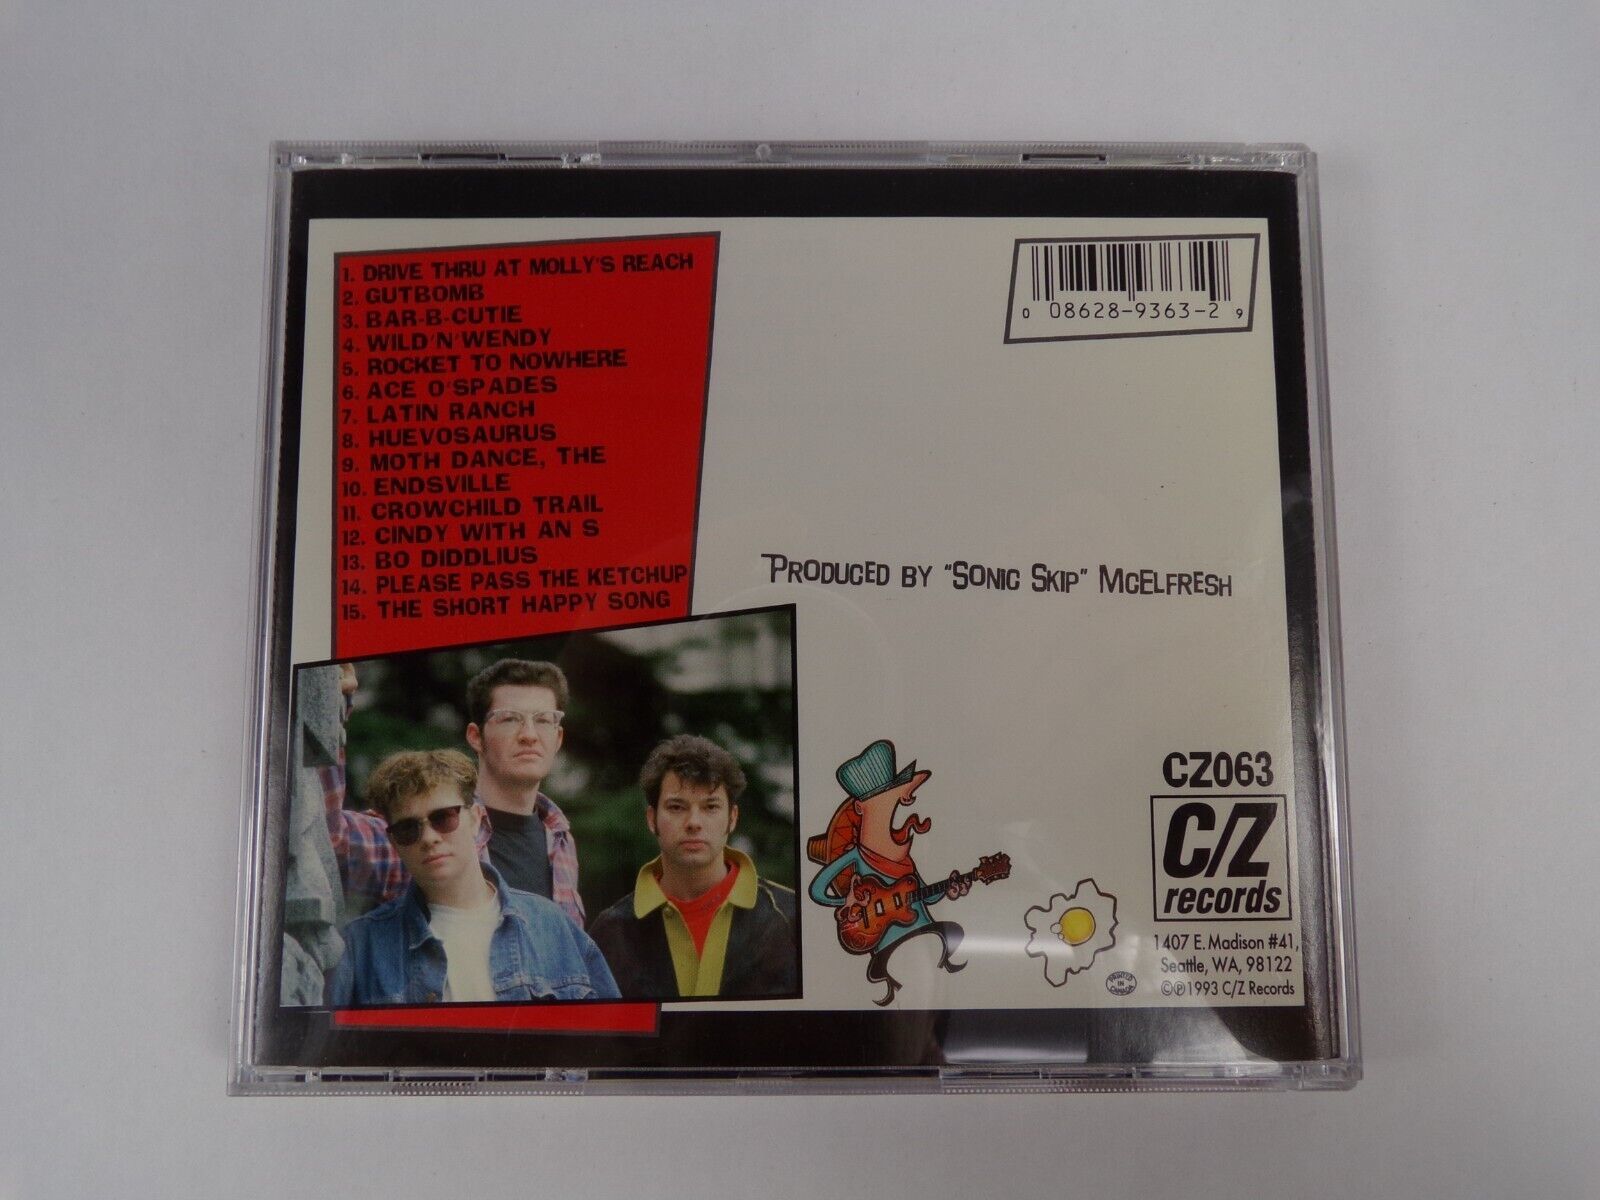 1. DRIVE THRU AT MOLLY'S REACH
2. GUTBOMB
3. BAR-B-CUTIE
4. WILD'N'WENDY
5. ROCKET TO NOWHERE
6. ACE O'SPADES
7. LATIN RANCH
8. HUEVOSAURUS
9. MOTH DANCE, THE
10. ENDSVILLE
11. CROWCHILD TRAIL
12. CINDY WITH AN S
13. BO DIDDLIUS
14. PLEASE PASS THE KETCHUP
15. THE SHORT HAPPY SONG
0 08628-9363-2 9
PRODUCED BY "SONIC SKIP" MCELFRESH
CZ063
C/Z
records
1407 E. Madison #41,
Seattle, WA, 98122
©℗1993 C/Z Records
PRINTED
IN
CANADA